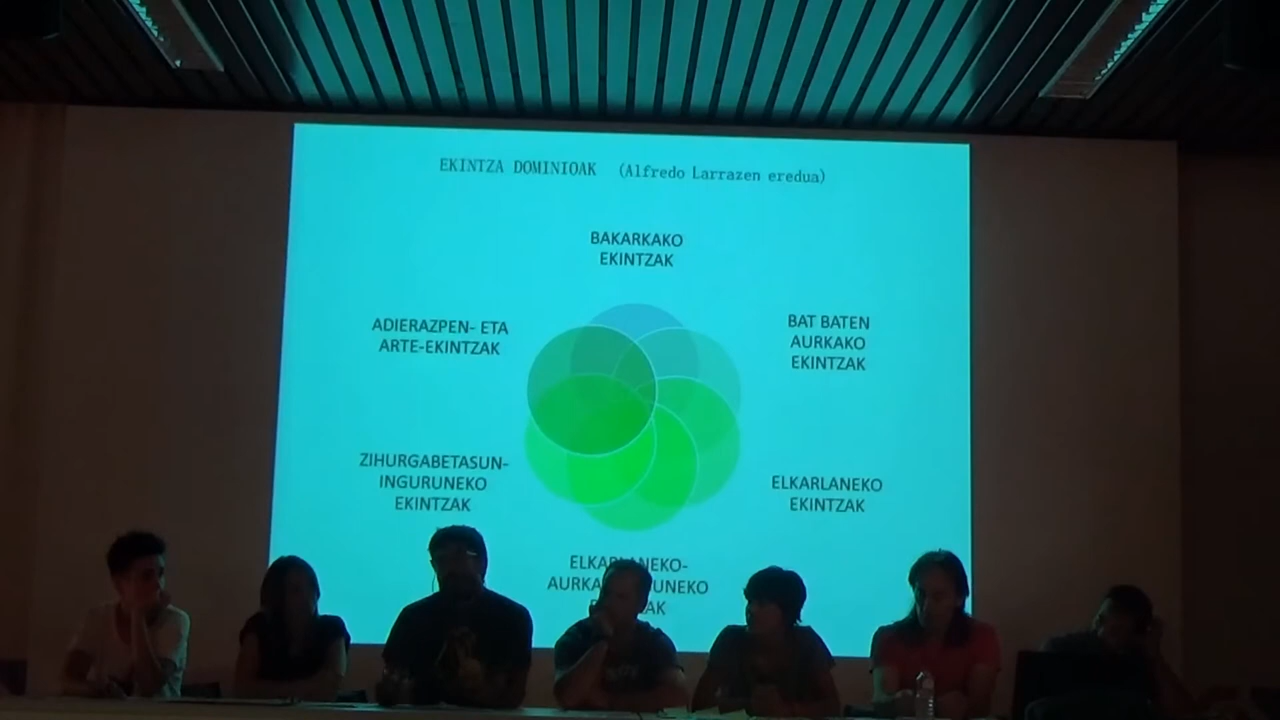 EKINTZA DOMINIOAK (Alfredo Larrazen eredua)
BAKARKAKO
EKINTZAK
BAT BATEN
AURKAKO
EKINTZAK
ELKARLANEKO
EKINTZAK
ADIERAZPEN- ETA
ARTE-EKINTZAK
ZIHURGABETASUN-
INGURUNEKO
EKINTZAK